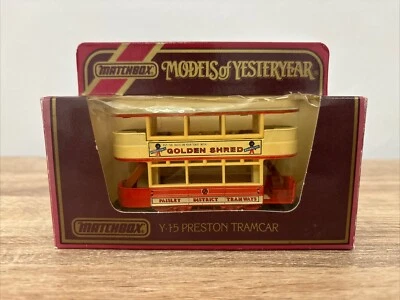 MATCHBOX
MODELS of YESTERYEAR
GOLDEN SHRED
PAISLEY DISTRICT TRAMWAYS
MATCHBOX
Y-15 PRESTON TRAMCAR